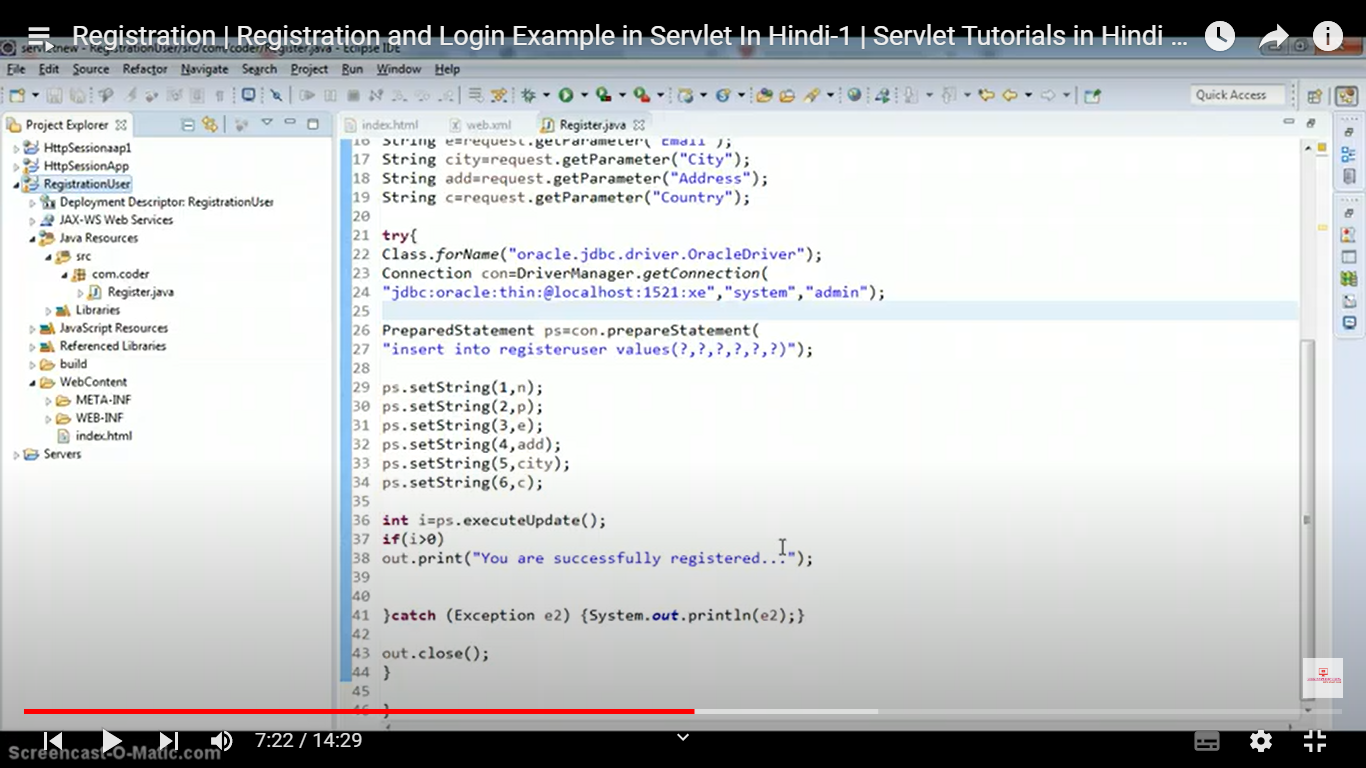 Registration | Registration and Login Example in Servlet In Hindi-1 | Servlet Tutorials in Hindi ...
servletnew - RegistrationUser/src/com/coder/Register.java - Eclipse IDE
File Edit Source Refactor Navigate Search Project Run Window Help
Quick Access
Project Explorer
HttpSessionaap1
HttpSessionApp
RegistrationUser
Deployment Descriptor: RegistrationUser
JAX-WS Web Services
Java Resources
src
com.coder
Register.java
Libraries
JavaScript Resources
Referenced Libraries
build
WebContent
META-INF
WEB-INF
index.html
Servers
index.html web.xml Register.java
16 String e=request.getParameter("Email");
17 String city=request.getParameter("City");
18 String add=request.getParameter("Address");
19 String c=request.getParameter("Country");
20
21 try{
22 Class.forName("oracle.jdbc.driver.OracleDriver");
23 Connection con=DriverManager.getConnection(
24 "jdbc:oracle:thin:@localhost:1521:xe","system","admin");
25
26 PreparedStatement ps=con.prepareStatement(
27 "insert into registeruser values(?,?,?,?,?,?)");
28
29 ps.setString(1,n);
30 ps.setString(2,p);
31 ps.setString(3,e);
32 ps.setString(4,add);
33 ps.setString(5,city);
34 ps.setString(6,c);
35
36 int i=ps.executeUpdate();
37 if(i>0)
38 out.print("You are successfully registered...");
39
40
41 }catch (Exception e2) {System.out.println(e2);}
42
43 out.close();
44 }
45
46 }
7:22 / 14:29
Screencast-O-Matic.com